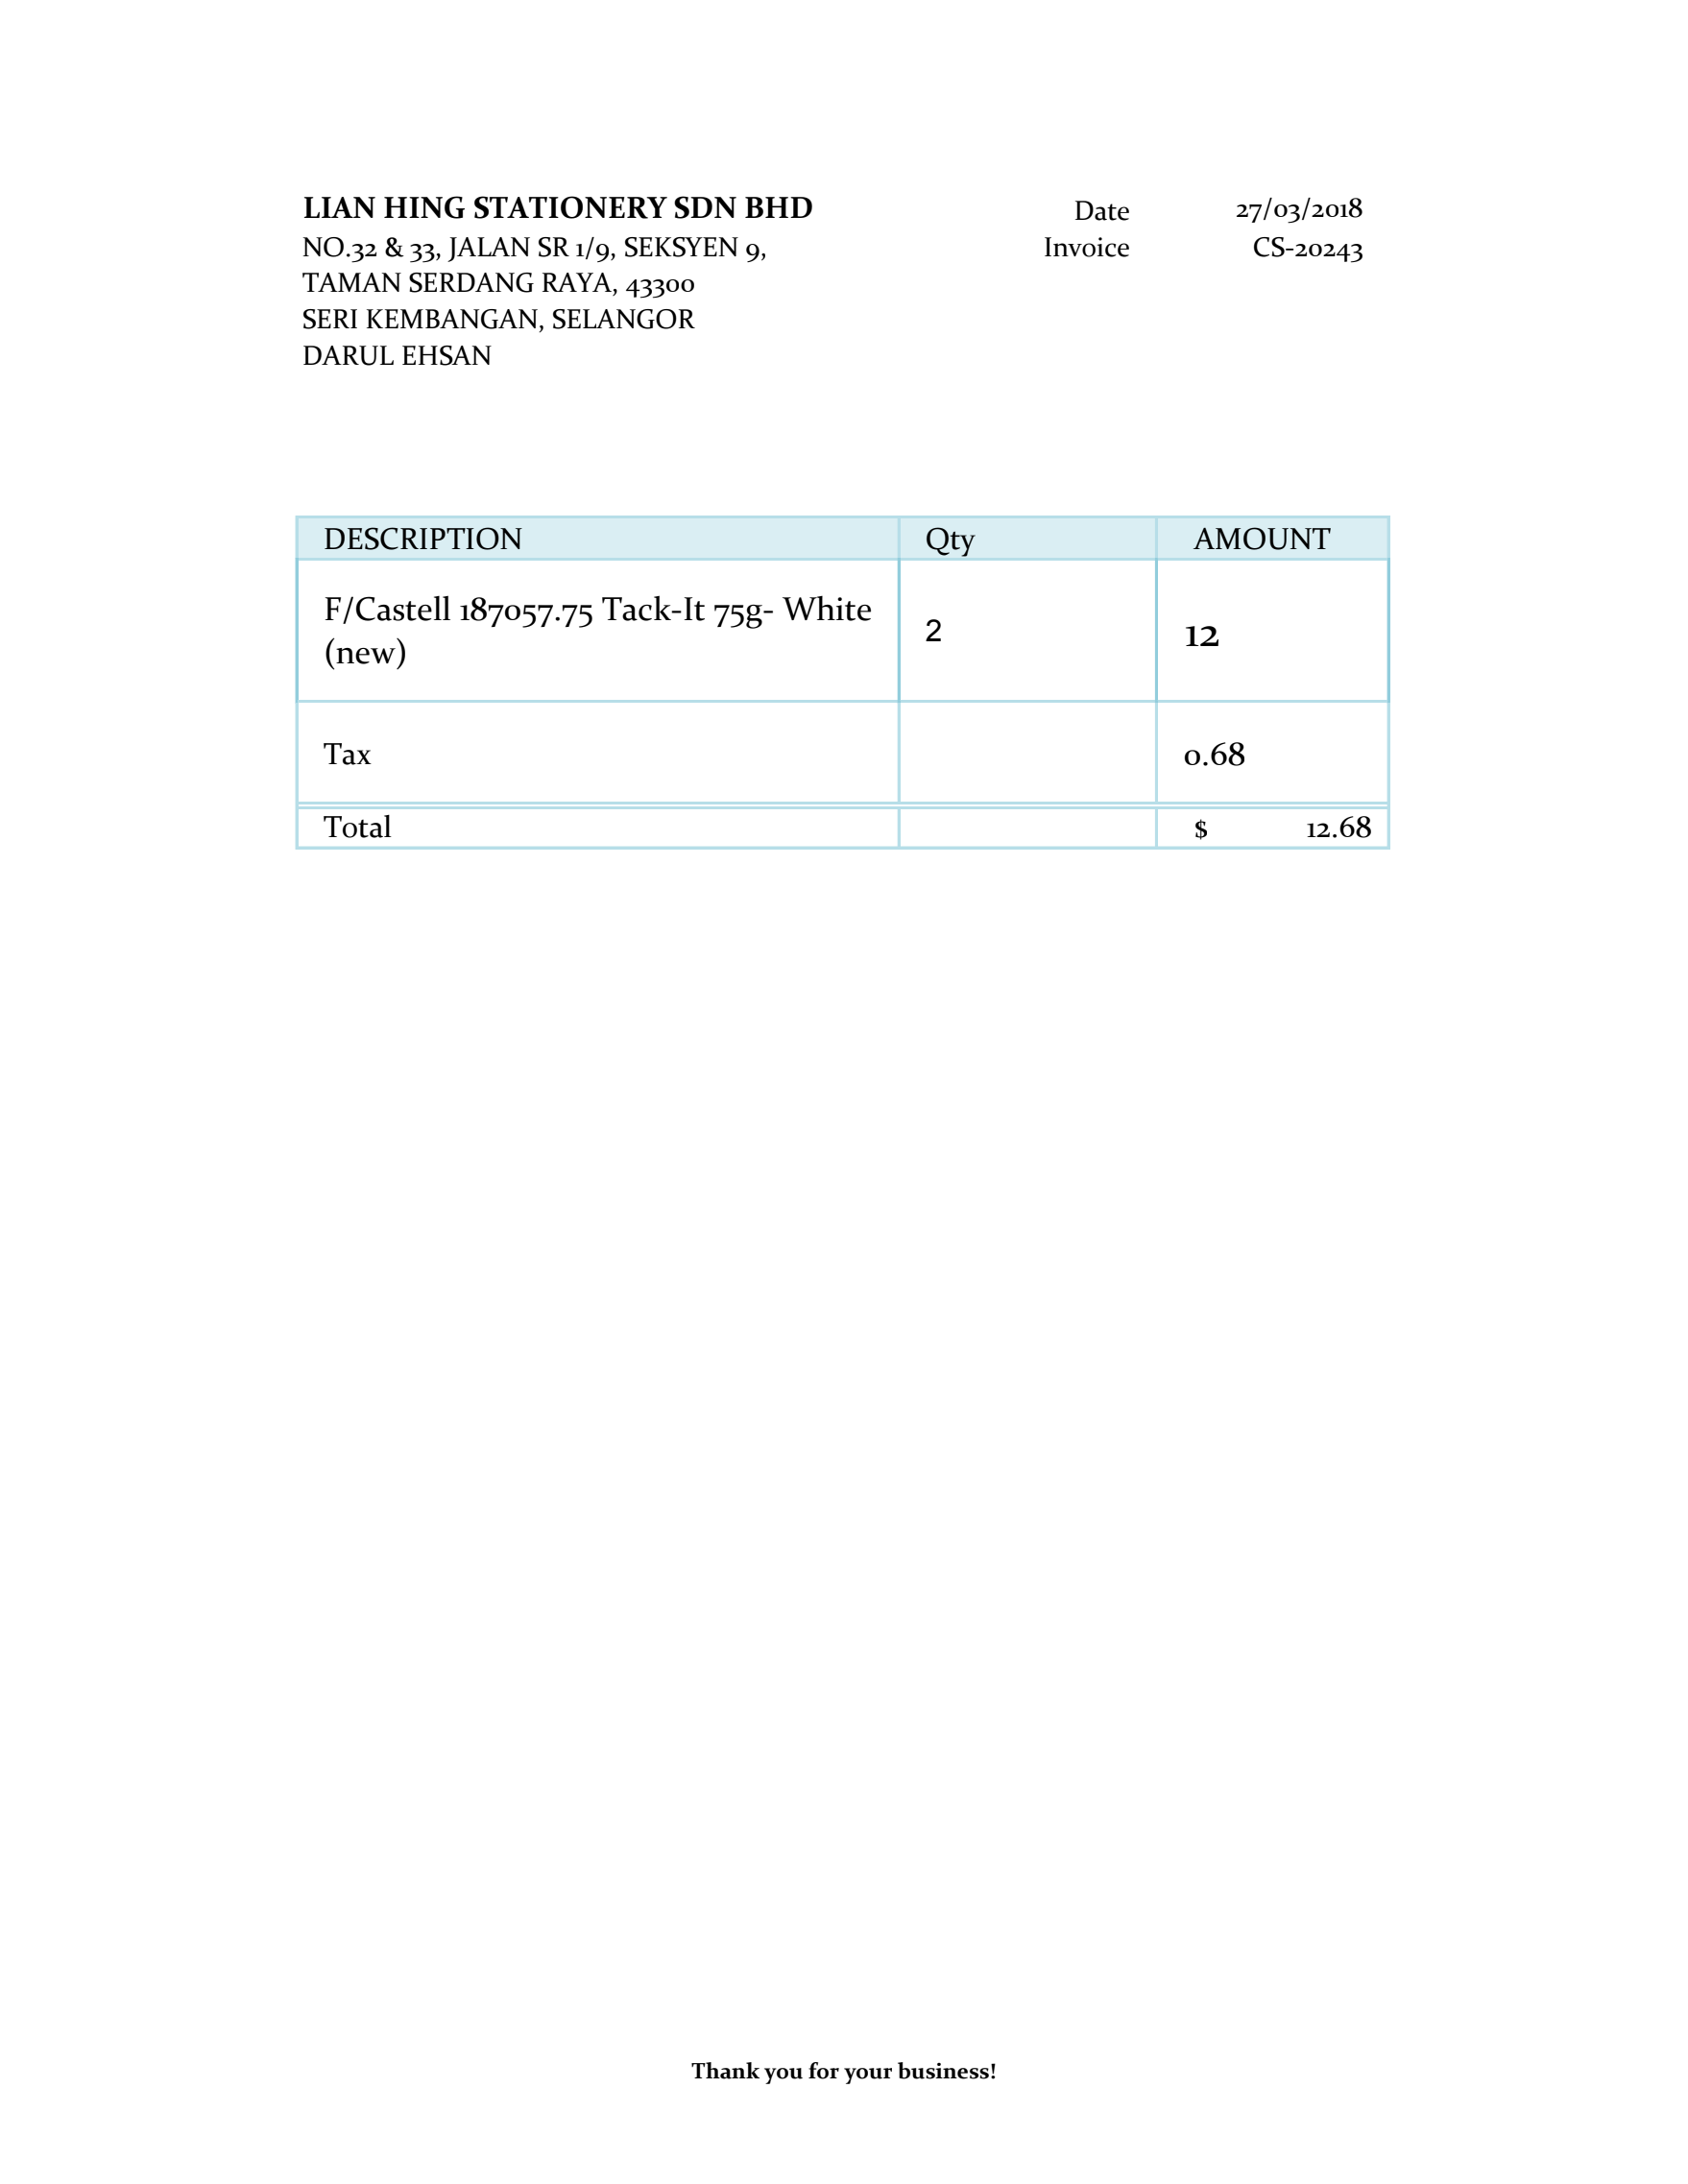 LIAN HING STATIONERY SDN BHD
Date 27/03/2018
NO.32 & 33, JALAN SR 1/9, SEKSYEN 9,
Invoice CS-20243
TAMAN SERDANG RAYA, 43300
SERI KEMBANGAN, SELANGOR
DARUL EHSAN
DESCRIPTION Qty AMOUNT
F/Castell 187057.75 Tack-It 75g- White
(new)
2 12
Tax 0.68
Total $ 12.68
Thank you for your business!